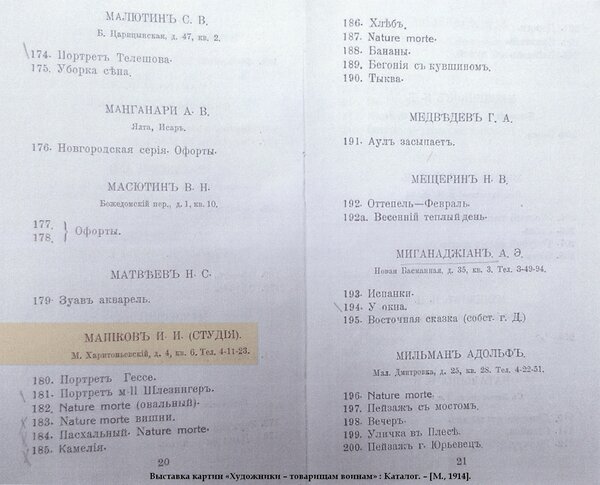 МАЛЮТИНЪ С. В.
Б. Царицынская, д. 47, кв. 2.
174. Портретъ Телешова.
175. Уборка сѣна.
МАНГАНАРИ А. В.
Ялта, Исаръ.
176. Новгородская серія. Офорты.
МАСЮТИНЪ В. Н.
Божедомскій пер., д. 1, кв. 10.
177.
178. } Офорты.
МАТВѢЕВЪ Н. С.
179. Зуавъ акварель.
МАШКОВЪ И. И. (СТУДІЯ).
М. Харитоньевскій, д. 4, кв. 6, Тел. 4-11-23.
180. Портретъ Гессе.
181. Портретъ м-ll Шлезингеръ.
182. Nature morte (овальный).
183. Nature morte вишни.
184. Пасхальный. Nature morte.
185. Камелія.
20
186. Хлѣбъ.
187. Nature morte.
188. Бананы.
189. Бегонія съ кувшиномъ.
190. Тыква.
МЕДВѢДЕВЪ Г. А.
191. Аулъ засыпаетъ.
МЕЩЕРИНЪ Н. В.
192. Оттепель—Февраль.
192а. Весенній теплый день.
МИГАНАДЖІАНЪ. А. Э.
Новая Басманная, д. 35, кв. 3. Тел. 3-49-94.
193. Испанки.
194. У окна.
195. Восточная сказка (собст. г. Д.)
МИЛЬМАНЪ АДОЛЬФЪ.
Мал. Дмитровка, д. 25, кв. 28. Тел. 4-22-51.
196. Nature morte.
197. Пейзажъ съ мостомъ.
198. Вечеръ.
199. Уличка въ Плесѣ.
200. Пейзажъ г. Юрьевецъ.
21
Выставка картин «Художники – товарищам воинам» : Каталог. – [М., 1914].